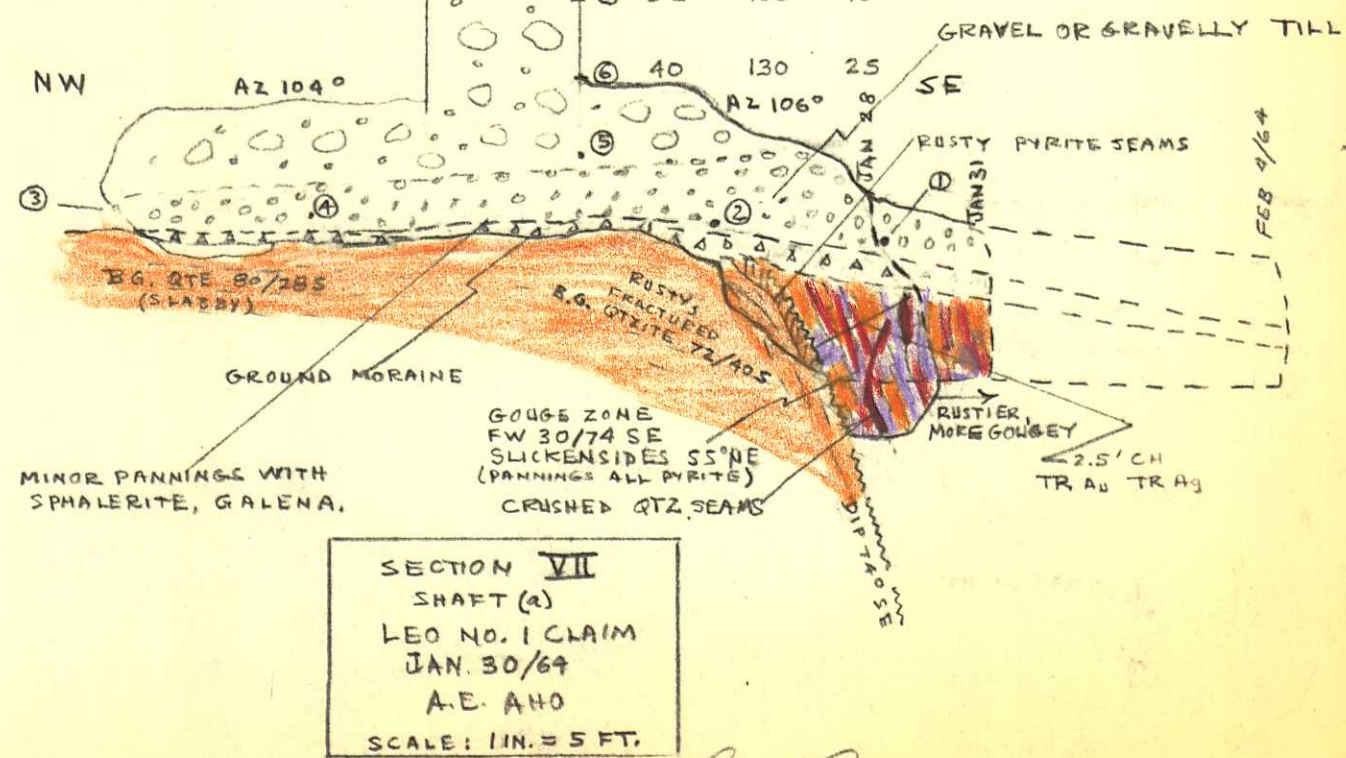 GRAVEL OR GRAVELLY TILL
NW
AZ 104°
⑥ 40 130 25
SE
AZ 106°
JAN 28
RUSTY PYRITE SEAMS
⑤
①
JAN 31
FEB 4/64
③
④
②
B.G. QTE 80/28S
(SLABBY)
RUSTY,
FRACTURED
B.G. QTZITE 72/40S
GROUND MORAINE
GOUGE ZONE
FW 30/74 SE
SLICKENSIDES 55°NE
(PANNINGS ALL PYRITE)
CRUSHED QTZ SEAMS
RUSTIER,
MORE GOUGEY
2.5' CH
TR Au TR Ag
MINOR PANNINGS WITH
SPHALERITE, GALENA.
DIP 740 SE
SECTION VII
SHAFT (a)
LEO NO. 1 CLAIM
JAN. 30/64
A.E. AHO
SCALE: 1 IN. = 5 FT.